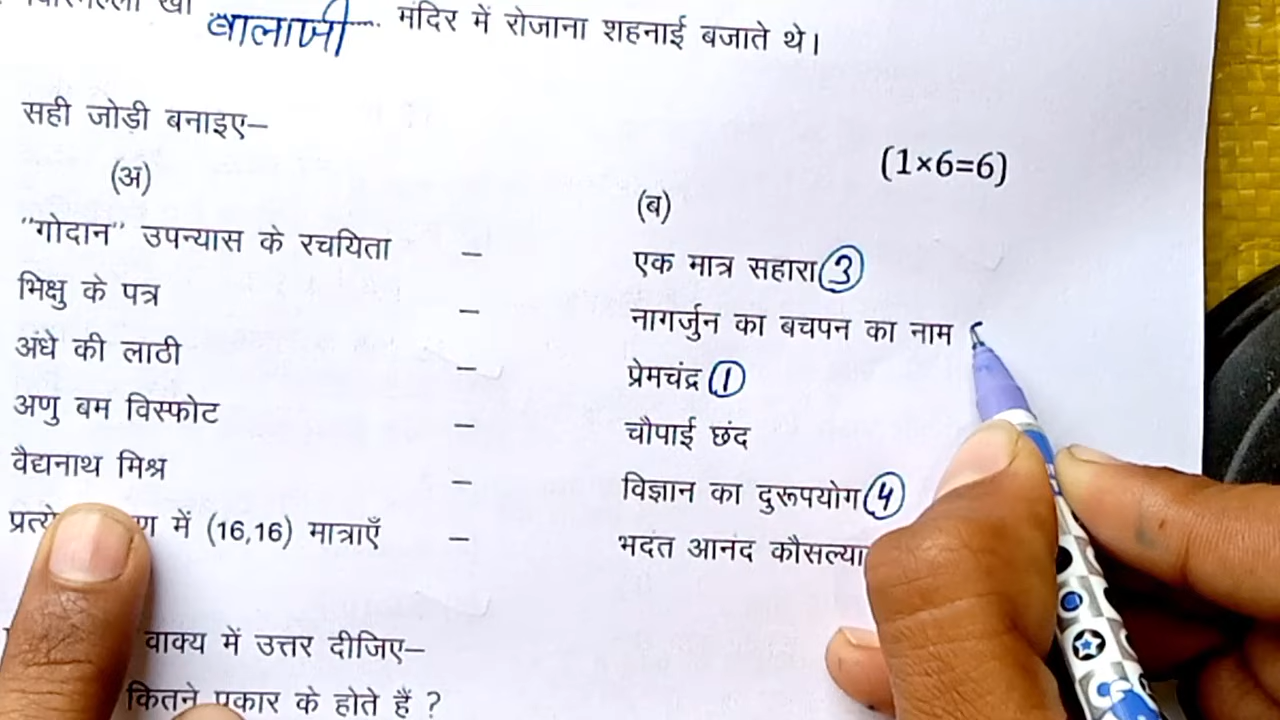 खाँ बालाजी मंदिर में रोजाना शहनाई बजाते थे।
सही जोड़ी बनाइए–
(1×6=6)
(अ)
(ब)
"गोदान" उपन्यास के रचयिता –
एक मात्र सहारा 3
भिक्षु के पत्र –
नागर्जुन का बचपन का नाम
अंधे की लाठी –
प्रेमचंद्र 1
अणु बम विस्फोट –
चौपाई छंद
वैद्यनाथ मिश्र –
विज्ञान का दुरूपयोग 4
में (16,16) मात्राएँ –
भदंत आनंद कौसल्या
वाक्य में उत्तर दीजिए–
कितने प्रकार के होते हैं ?